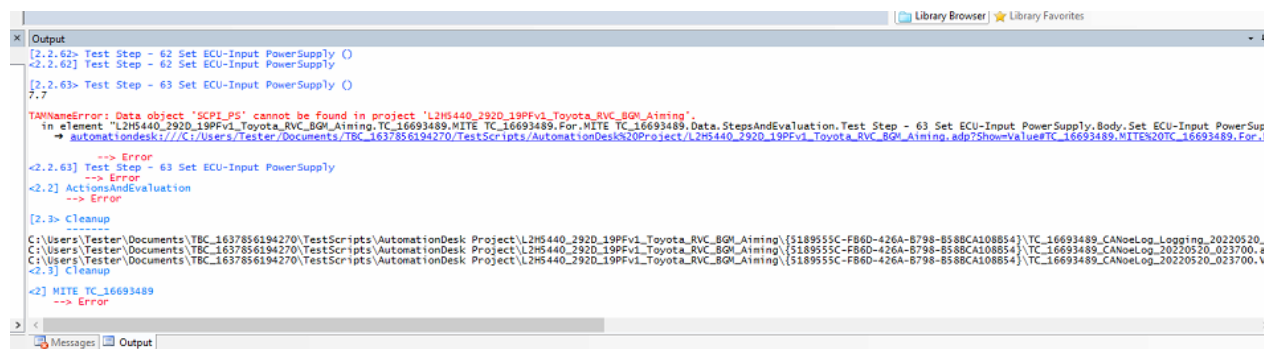 Library Browser Library Favorites
Output
[2.2.62> Test Step - 62 Set ECU-Input PowerSupply ()
<2.2.62] Test Step - 62 Set ECU-Input PowerSupply
[2.2.63> Test Step - 63 Set ECU-Input PowerSupply ()
7.7
TAMNameError: Data object 'SCPI_PS' cannot be found in project 'L2H5440_292D_19PFv1_Toyota_RVC_BGM_Aiming'.
in element "L2H5440_292D_19PFv1_Toyota_RVC_BGM_Aiming.TC_16693489.MITE TC_16693489.For.MITE TC_16693489.Data.StepsAndEvaluation.Test Step - 63 Set ECU-Input PowerSupply.Body.Set ECU-Input PowerSup
→ automationdesk:///C:/Users/Tester/Documents/TBC_1637856194270/TestScripts/AutomationDesk%20Project/L2H5440_292D_19PFv1_Toyota_RVC_BGM_Aiming.adp?Show=Value#TC_16693489.MITE%20TC_16693489.For.
--> Error
<2.2.63] Test Step - 63 Set ECU-Input PowerSupply
--> Error
<2.2] ActionsAndEvaluation
--> Error
[2.3> Cleanup
-------
C:\Users\Tester\Documents\TBC_1637856194270\TestScripts\AutomationDesk Project\L2H5440_292D_19PFv1_Toyota_RVC_BGM_Aiming\{5189555C-FB6D-426A-B798-B58BCA108B54}\TC_16693489_CANoeLog_Logging_20220520_
C:\Users\Tester\Documents\TBC_1637856194270\TestScripts\AutomationDesk Project\L2H5440_292D_19PFv1_Toyota_RVC_BGM_Aiming\{5189555C-FB6D-426A-B798-B58BCA108B54}\TC_16693489_CANoeLog_20220520_023700.a
C:\Users\Tester\Documents\TBC_1637856194270\TestScripts\AutomationDesk Project\L2H5440_292D_19PFv1_Toyota_RVC_BGM_Aiming\{5189555C-FB6D-426A-B798-B58BCA108B54}\TC_16693489_CANoeLog_20220520_023700.V
<2.3] Cleanup
<2] MITE TC_16693489
--> Error
Messages Output